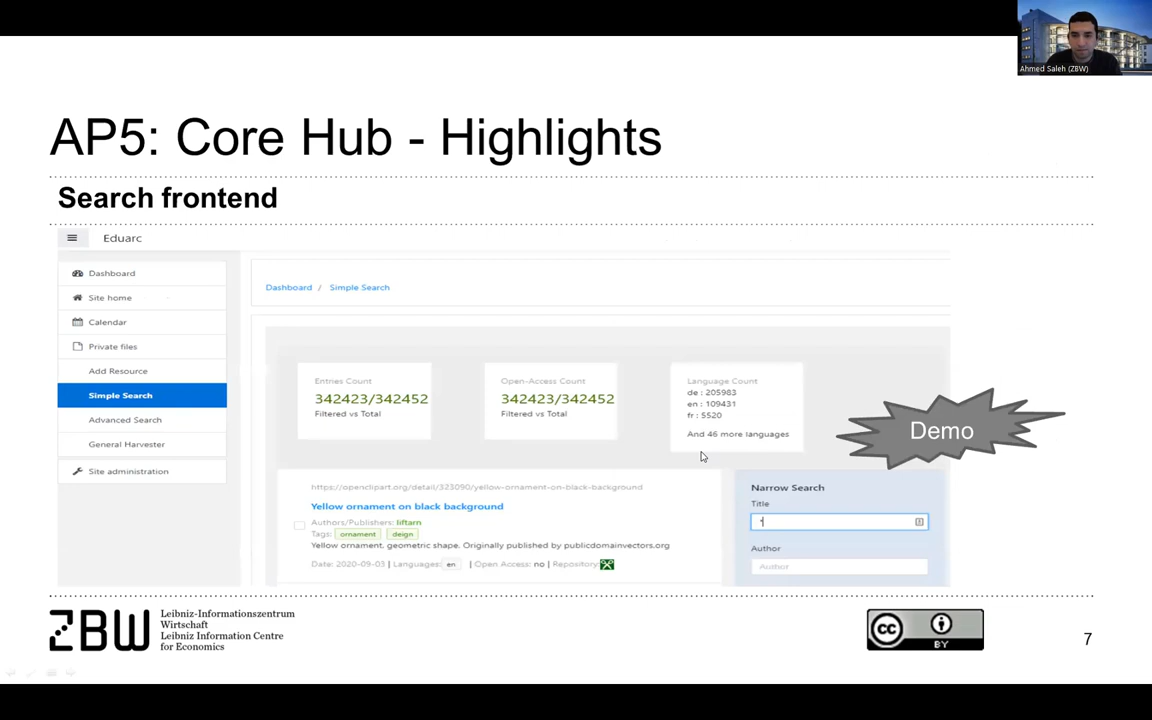 Ahmed Saleh (ZBW)
AP5: Core Hub - Highlights
Search frontend
Eduarc
Dashboard
Site home
Calendar
Private files
Add Resource
Simple Search
Advanced Search
General Harvester
Site administration
Dashboard / Simple Search
Entries Count
342423/342452
Filtered vs Total
Open-Access Count
342423/342452
Filtered vs Total
Language Count
de : 205983
en : 109431
fr : 5520
And 46 more languages
Demo
https://openclipart.org/detail/323090/yellow-ornament-on-black-background
Yellow ornament on black background
Authors/Publishers: liftarn
Tags: ornament deign
Yellow ornament. geometric shape. Originally published by publicdomainvectors.org
Date: 2020-09-03 | Languages: en | Open Access: no | Repository:
Narrow Search
Title
Author
Author
ZBW
Leibniz-Informationszentrum
Wirtschaft
Leibniz Information Centre
for Economics
CC
BY
7